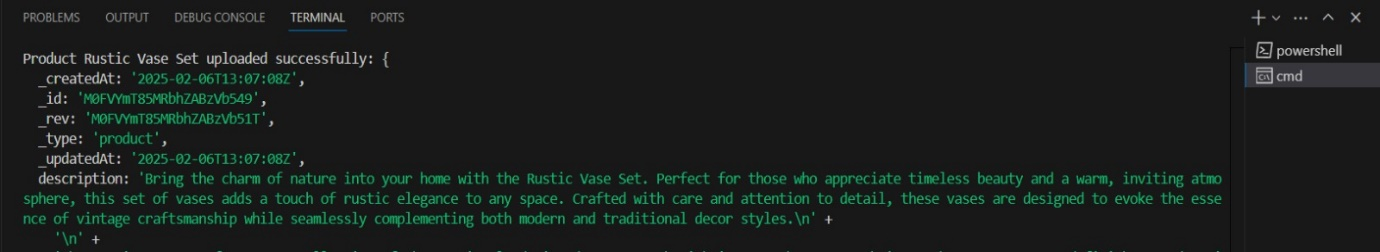 PROBLEMS OUTPUT DEBUG CONSOLE TERMINAL PORTS
Product Rustic Vase Set uploaded successfully: {
_createdAt: '2025-02-06T13:07:08Z',
_id: 'M0FVYmT85MRbhZABzVb549',
_rev: 'M0FVYmT85MRbhZABzVb51T',
_type: 'product',
_updatedAt: '2025-02-06T13:07:08Z',
description: 'Bring the charm of nature into your home with the Rustic Vase Set. Perfect for those who appreciate timeless beauty and a warm, inviting atmo
sphere, this set of vases adds a touch of rustic elegance to any space. Crafted with care and attention to detail, these vases are designed to evoke the esse
nce of vintage craftsmanship while seamlessly complementing both modern and traditional decor styles.\n' +
'\n' +
powershell
cmd